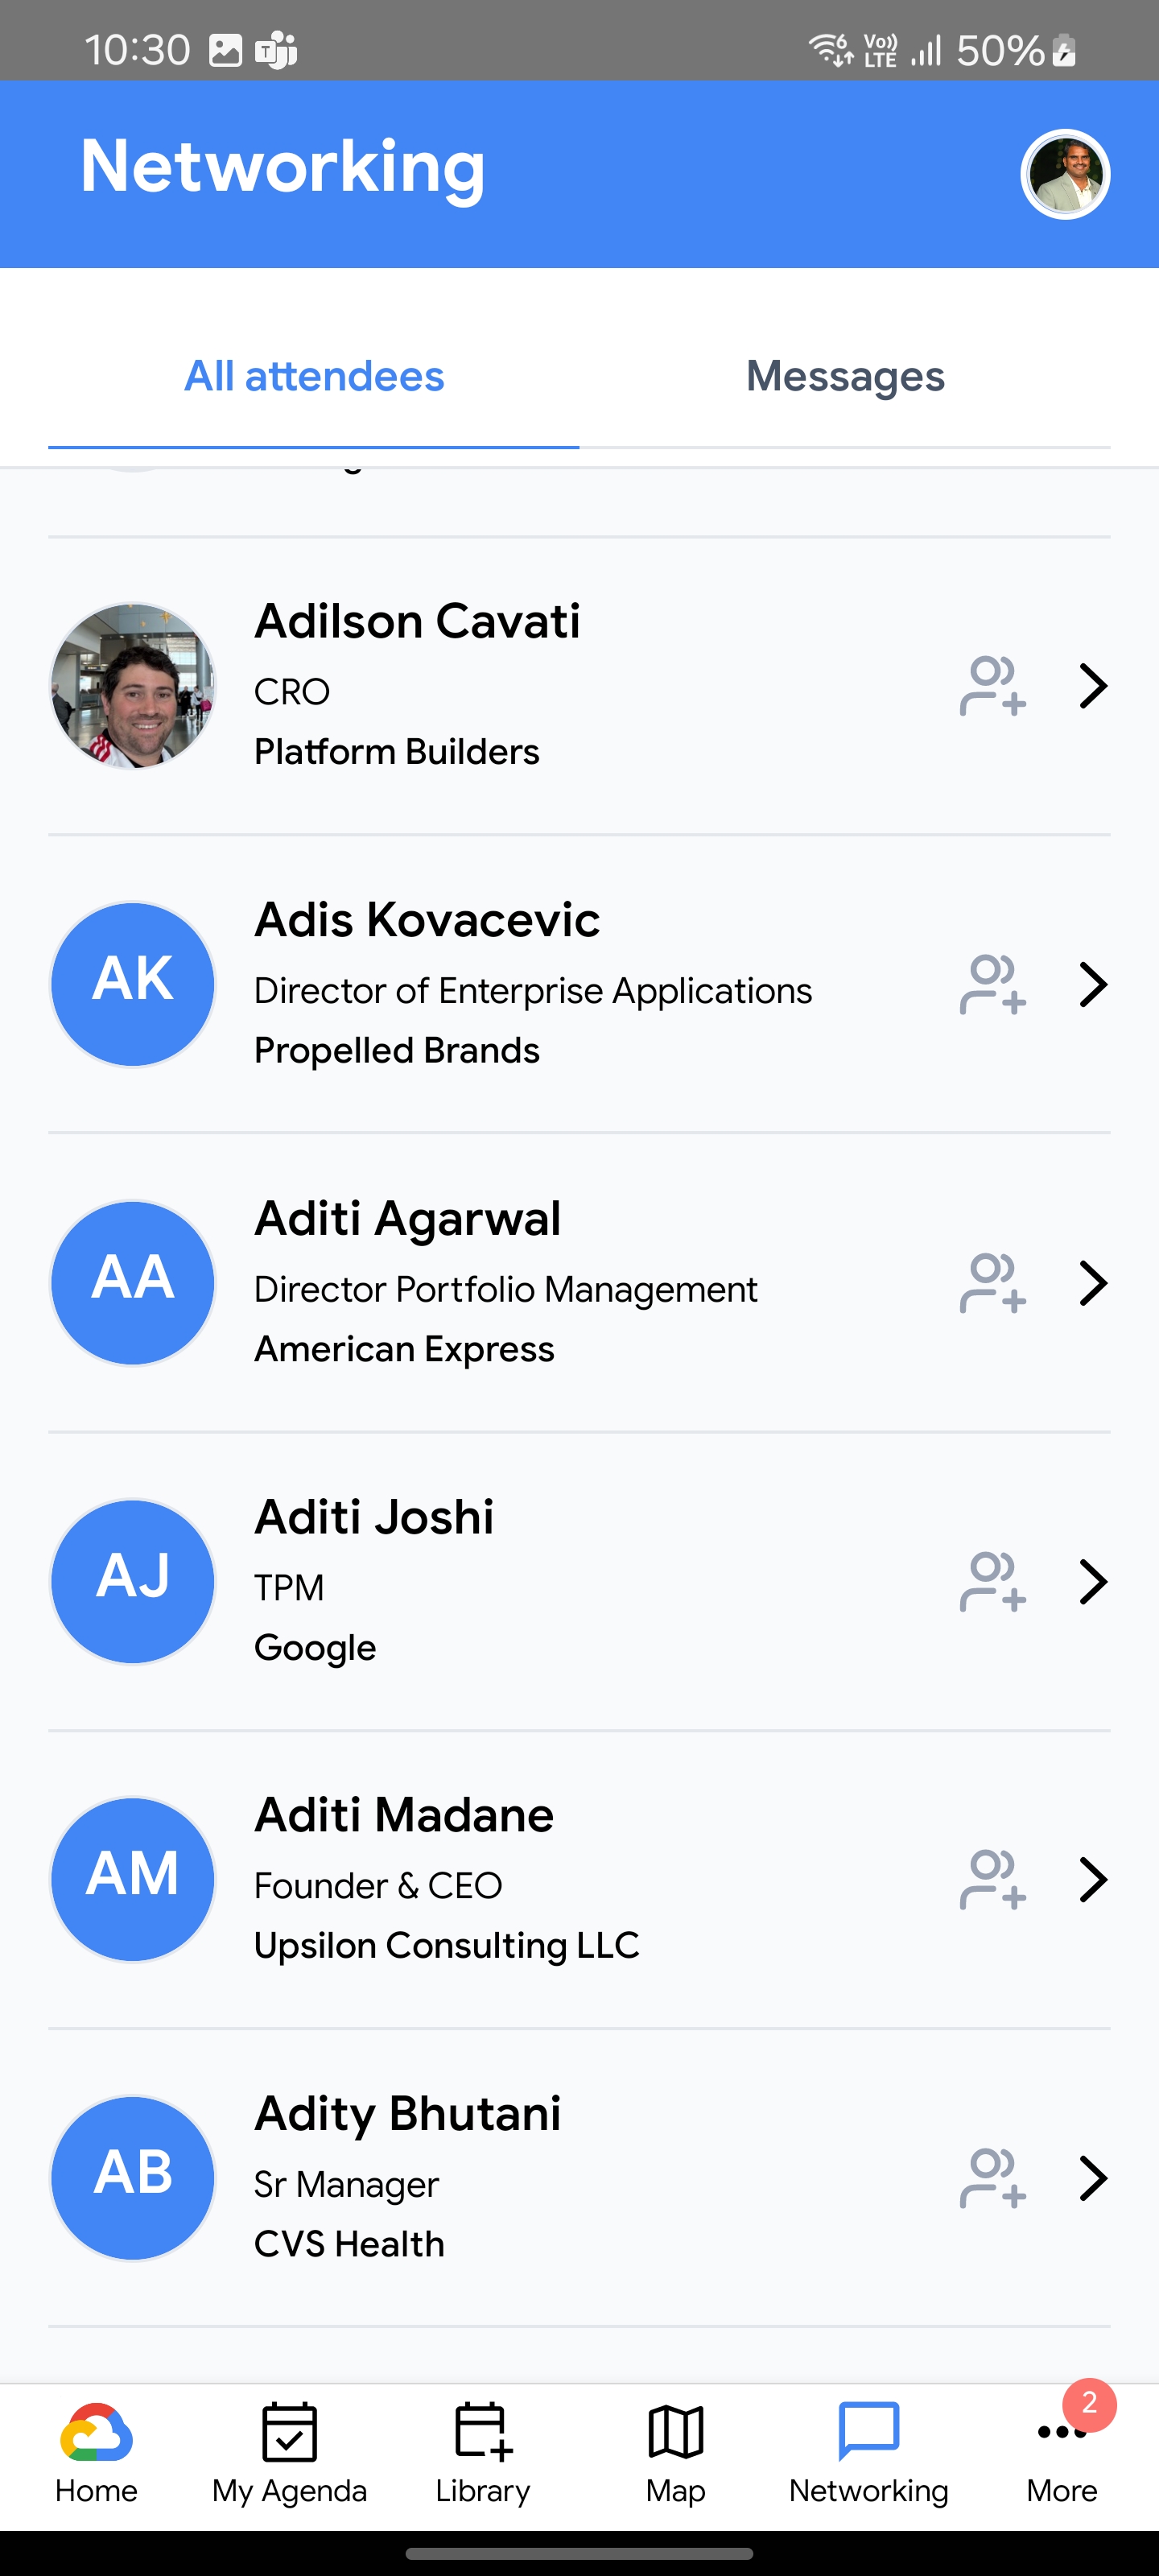 10:30
6
Vo))
LTE
50%
Networking
All attendees
Messages
Adilson Cavati
CRO
Platform Builders
AK
Adis Kovacevic
Director of Enterprise Applications
Propelled Brands
AA
Aditi Agarwal
Director Portfolio Management
American Express
AJ
Aditi Joshi
TPM
Google
AM
Aditi Madane
Founder & CEO
Upsilon Consulting LLC
AB
Adity Bhutani
Sr Manager
CVS Health
2
Home
My Agenda
Library
Map
Networking
More